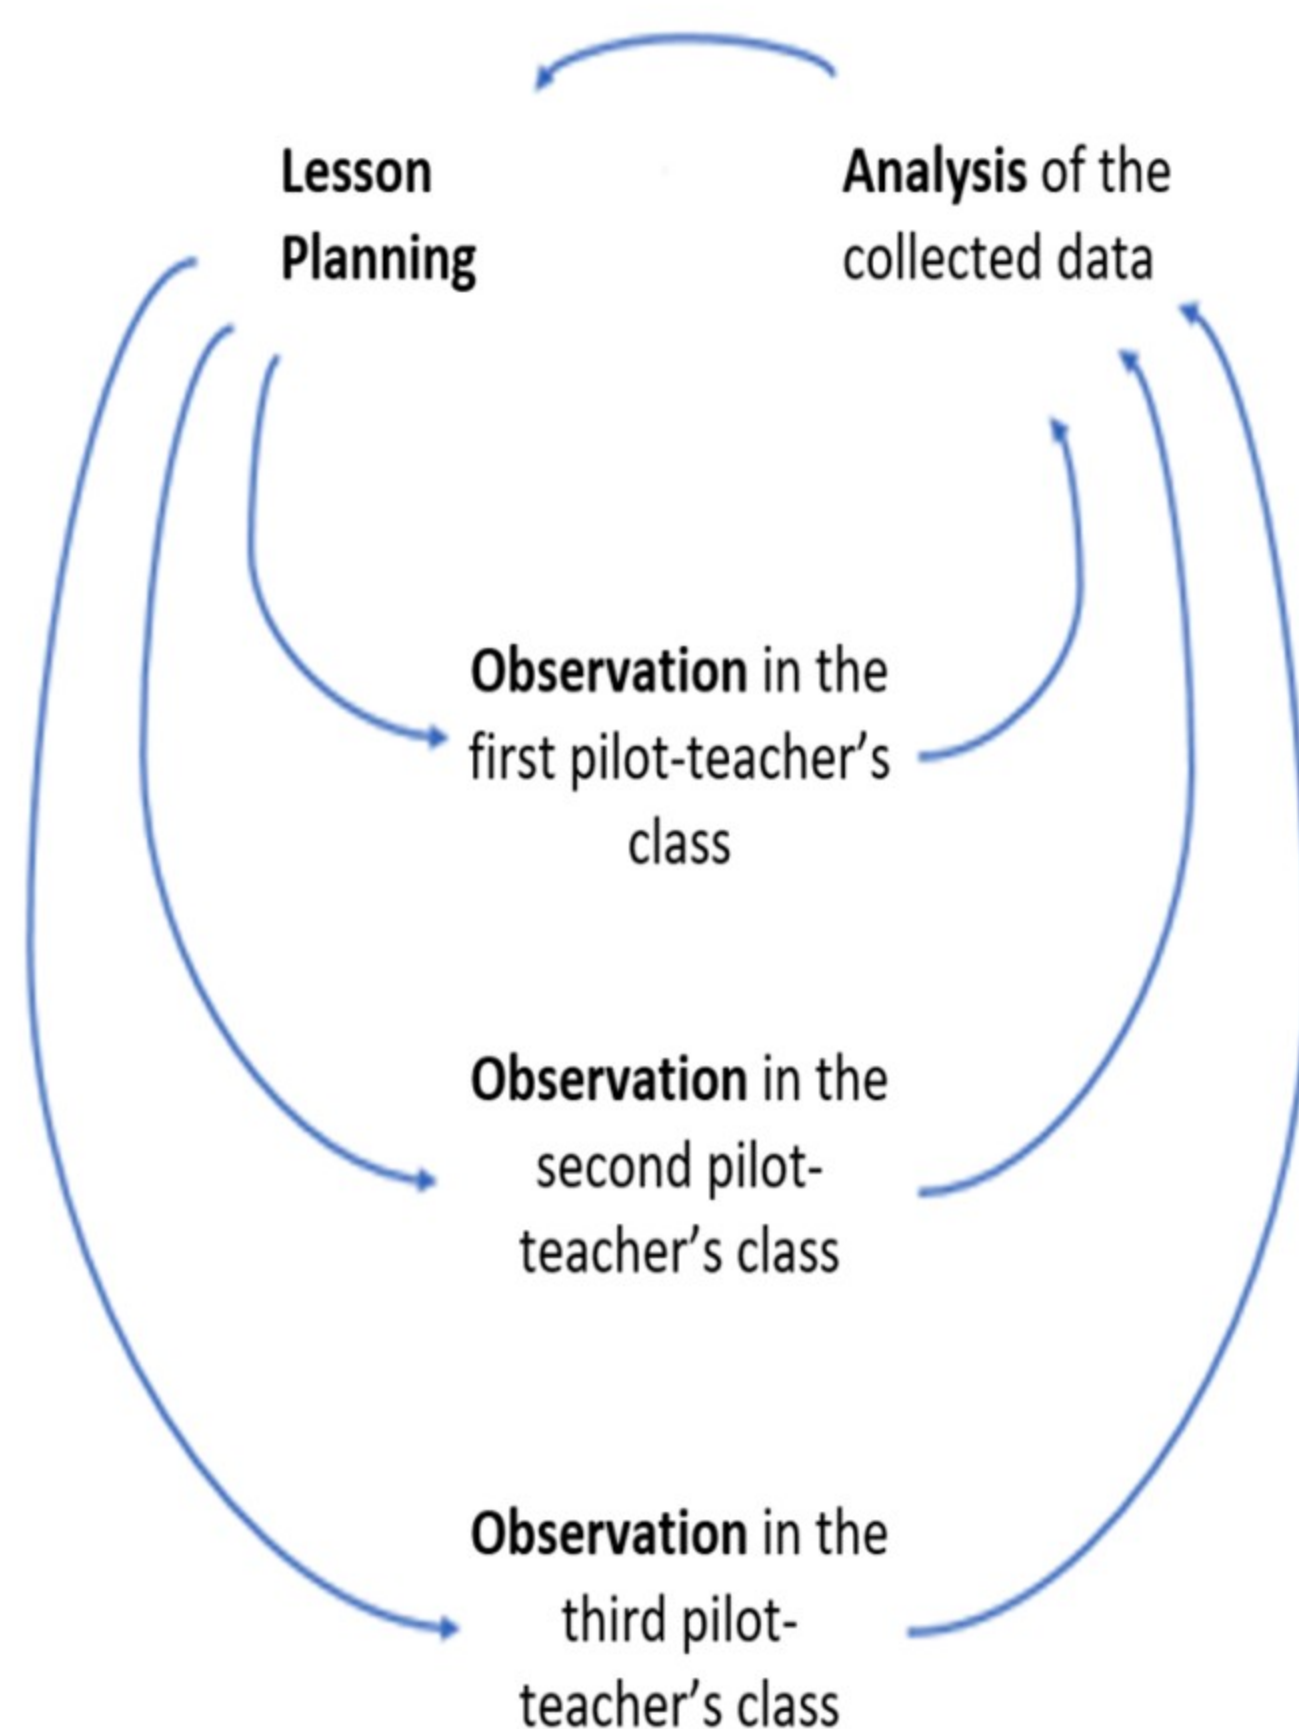 Lesson
Planning
Analysis of the
collected data
Observation in the
first pilot-teacher’s
class
Observation in the
second pilot-
teacher’s class
Observation in the
third pilot-
teacher’s class